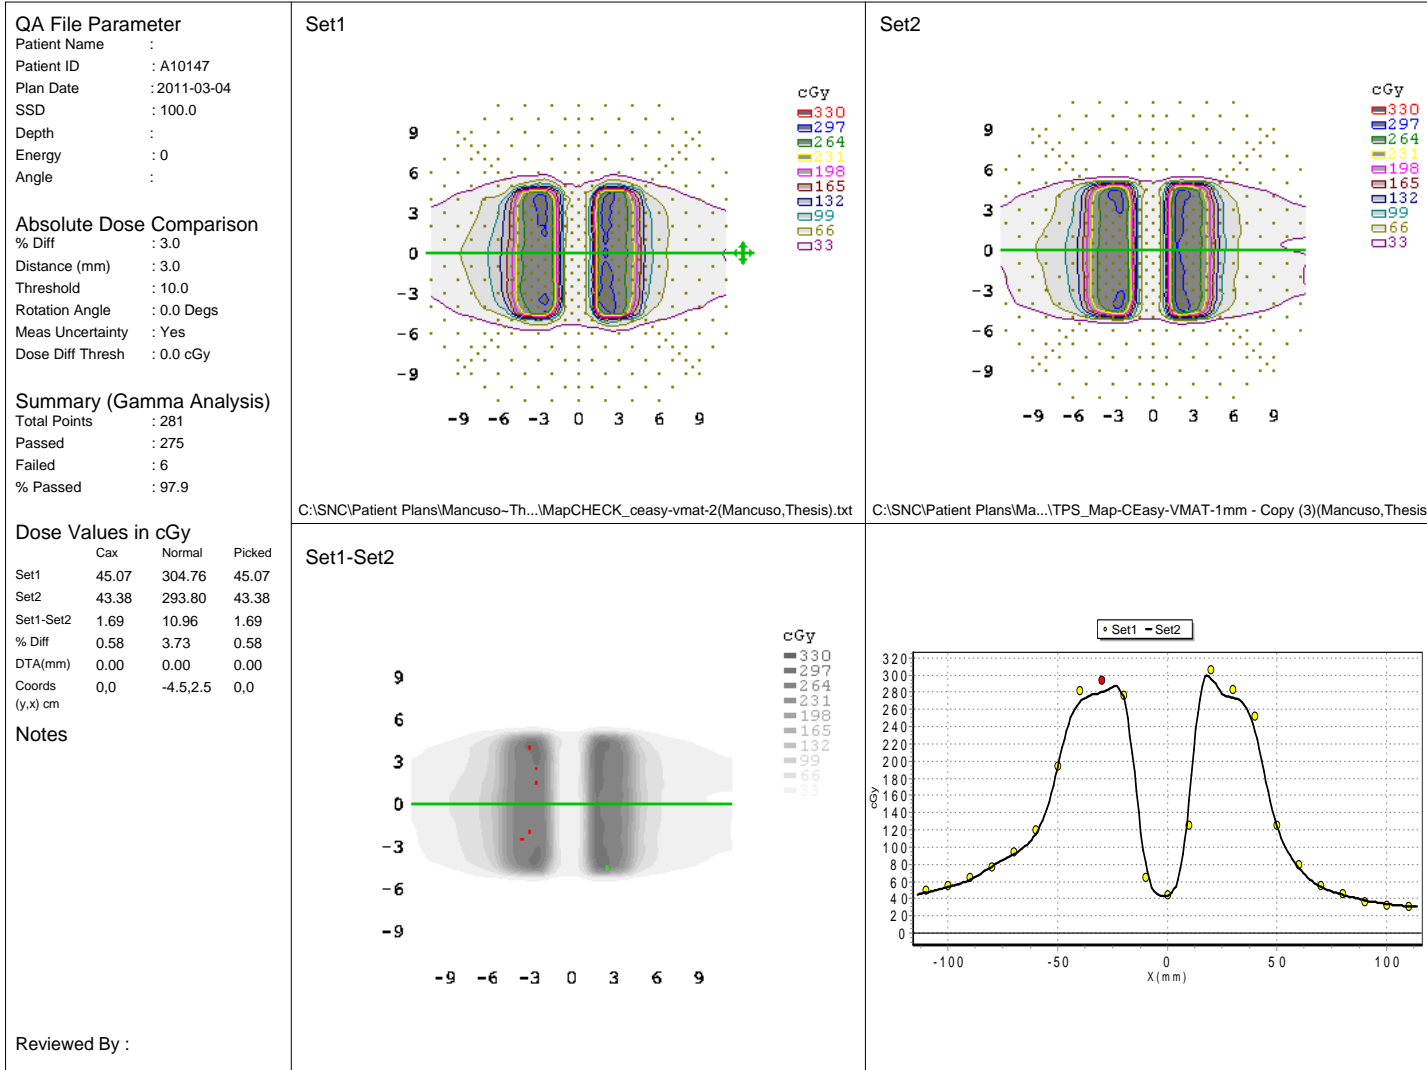 QA File Parameter
Patient Name :
Patient ID : A10147
Plan Date : 2011-03-04
SSD : 100.0
Depth :
Energy : 0
Angle :
Absolute Dose Comparison
% Diff : 3.0
Distance (mm) : 3.0
Threshold : 10.0
Rotation Angle : 0.0 Degs
Meas Uncertainty : Yes
Dose Diff Thresh : 0.0 cGy
Summary (Gamma Analysis)
Total Points : 281
Passed : 275
Failed : 6
% Passed : 97.9
Dose Values in cGy
Cax Normal Picked
Set1 45.07 304.76 45.07
Set2 43.38 293.80 43.38
Set1-Set2 1.69 10.96 1.69
% Diff 0.58 3.73 0.58
DTA(mm) 0.00 0.00 0.00
Coords 0,0 -4.5,2.5 0,0
(y,x) cm
Notes
Reviewed By :
Set1
cGy
330
297
264
231
198
165
132
99
66
33
9
6
3
0
-3
-6
-9
-9 -6 -3 0 3 6 9
C:\SNC\Patient Plans\Mancuso~Th...\MapCHECK_ceasy-vmat-2(Mancuso,Thesis).txt
Set2
cGy
330
297
264
231
198
165
132
99
66
33
9
6
3
0
-3
-6
-9
-9 -6 -3 0 3 6 9
C:\SNC\Patient Plans\Ma...\TPS_Map-CEasy-VMAT-1mm - Copy (3)(Mancuso,Thesis
Set1-Set2
cGy
330
297
264
231
198
165
132
99
66
33
9
6
3
0
-3
-6
-9
-9 -6 -3 0 3 6 9
Set1 Set2
320
300
280
260
240
220
200
180
160
140
120
100
80
60
40
20
0
cGy
-100 -50 0 50 100
X(mm)